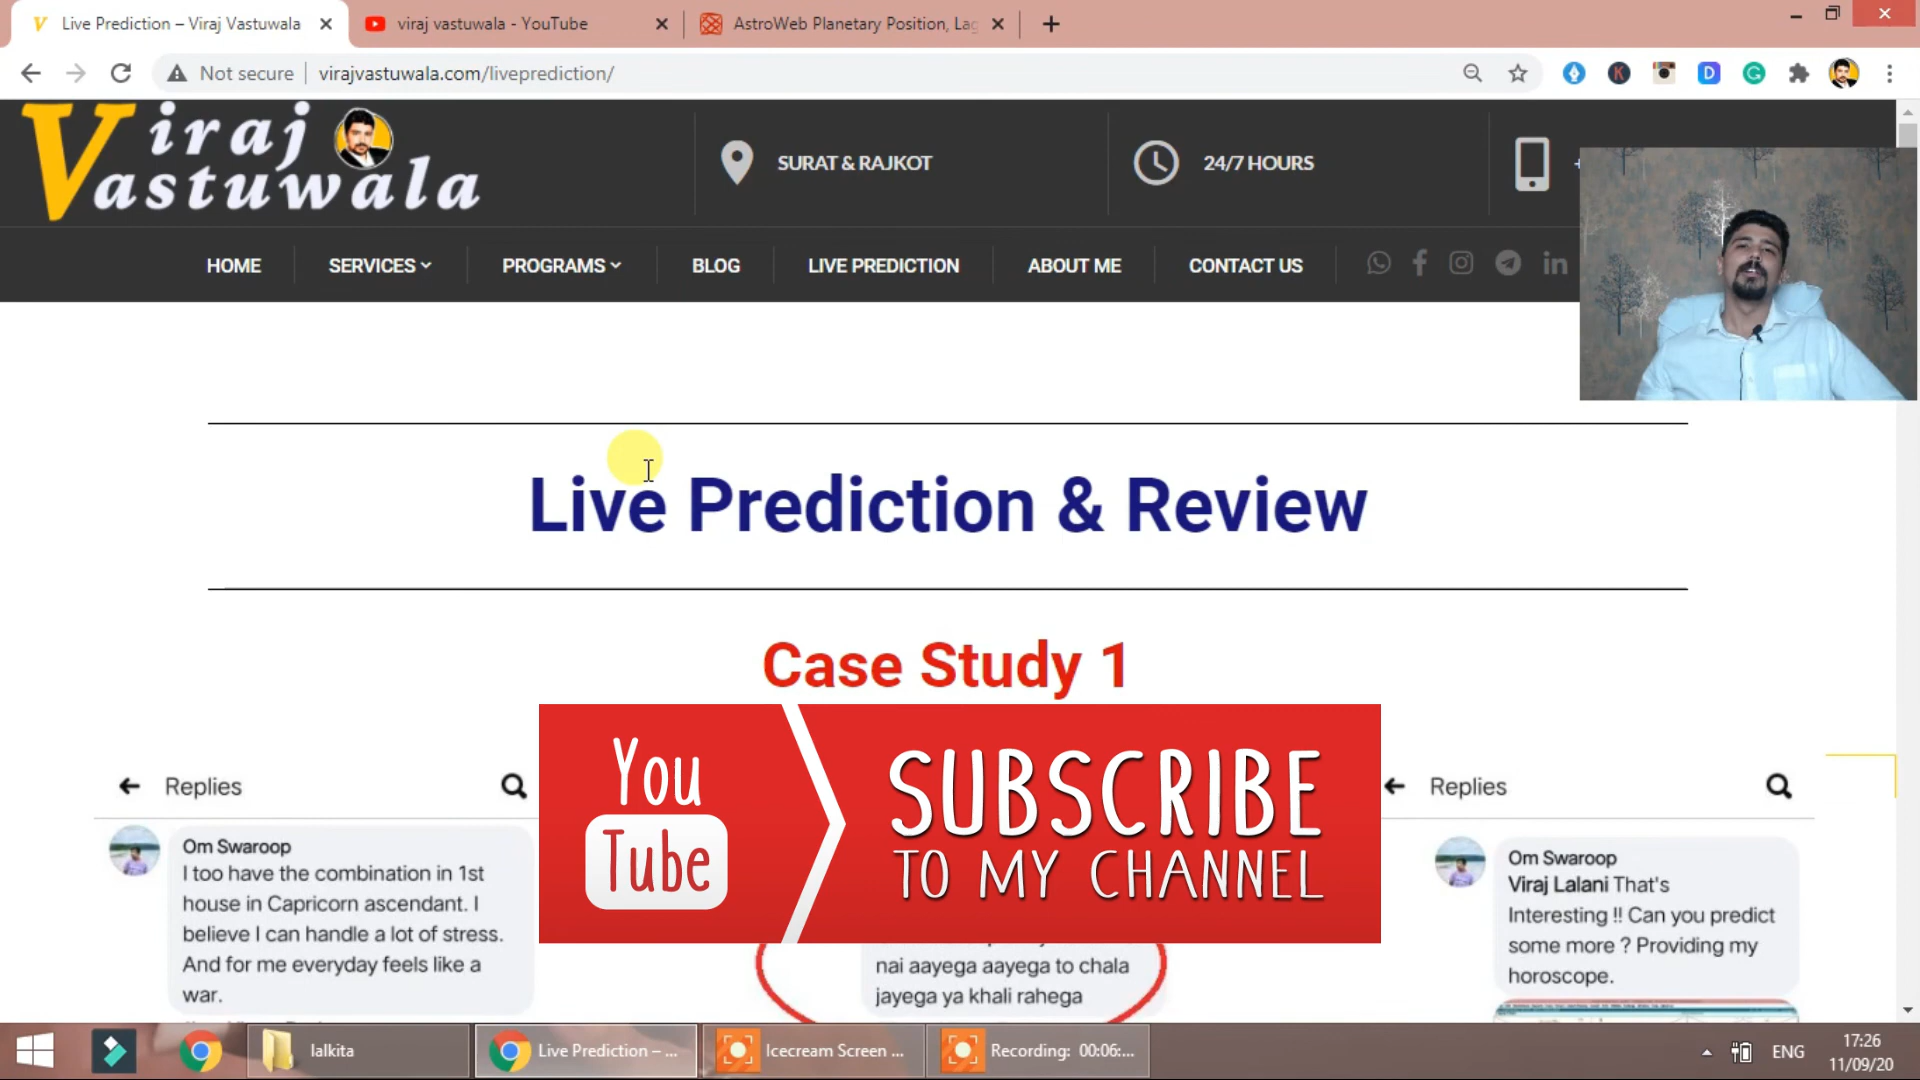 Live Prediction – Viraj Vastuwala
viraj vastuwala - YouTube
AstroWeb Planetary Position, Lag
Not secure
virajvastuwala.com/liveprediction/
Viraj
Vastuwala
SURAT & RAJKOT
24/7 HOURS
HOME
SERVICES
PROGRAMS
BLOG
LIVE PREDICTION
ABOUT ME
CONTACT US
Live Prediction & Review
Case Study 1
Replies
Om Swaroop
I too have the combination in 1st
house in Capricorn ascendant. I
believe I can handle a lot of stress.
And for me everyday feels like a
war.
You
Tube
SUBSCRIBE
TO MY CHANNEL
nai aayega aayega to chala
jayega ya khali rahega
Replies
Om Swaroop
Viraj Lalani That's
Interesting !! Can you predict
some more ? Providing my
horoscope.
lalkita
Live Prediction – ...
Icecream Screen ...
Recording: 00:06:...
ENG
17:26
11/09/20